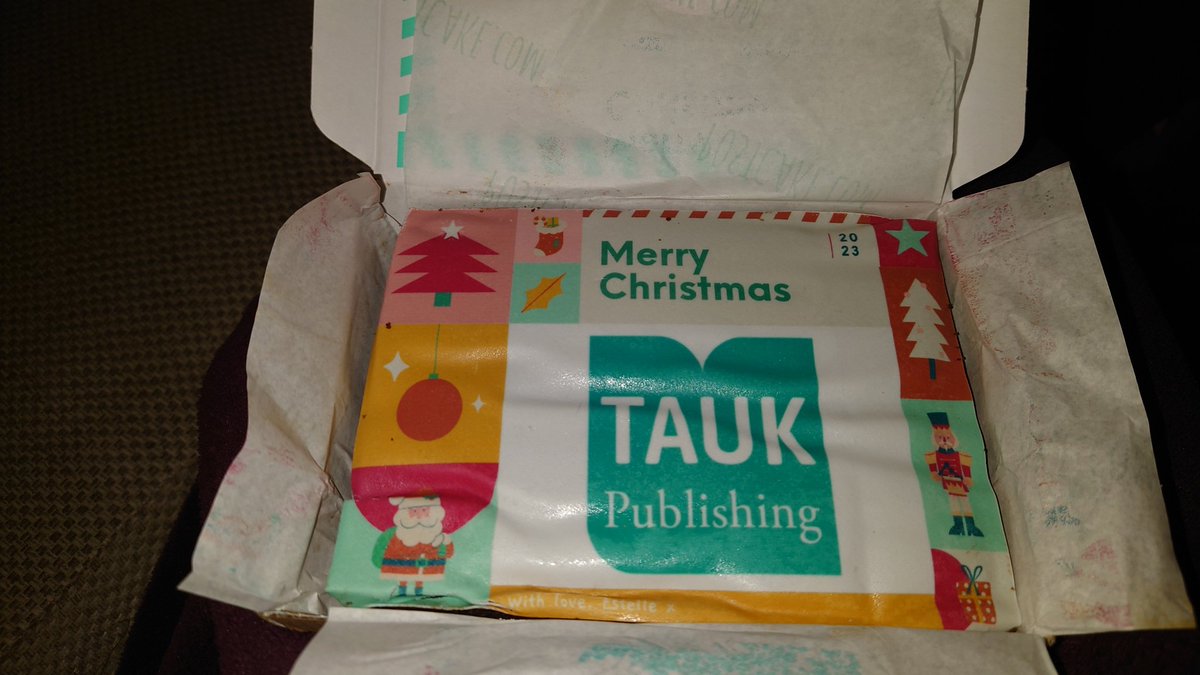 Merry
Christmas
20
23
TAUK
Publishing
with love, Estelle x